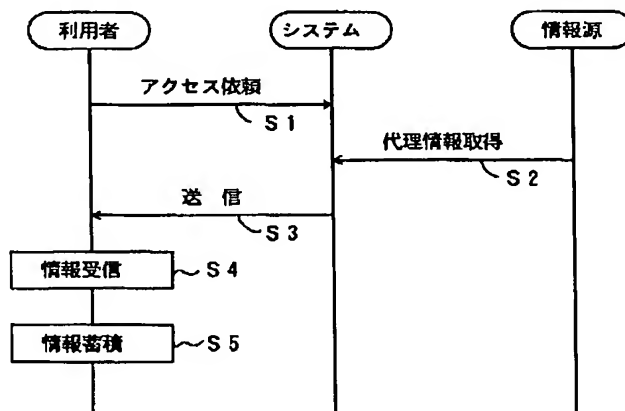 利用者
システム
情報源
アクセス依頼
S1
代理情報取得
S2
送 信
S3
情報受信
S4
情報蓄積
S5